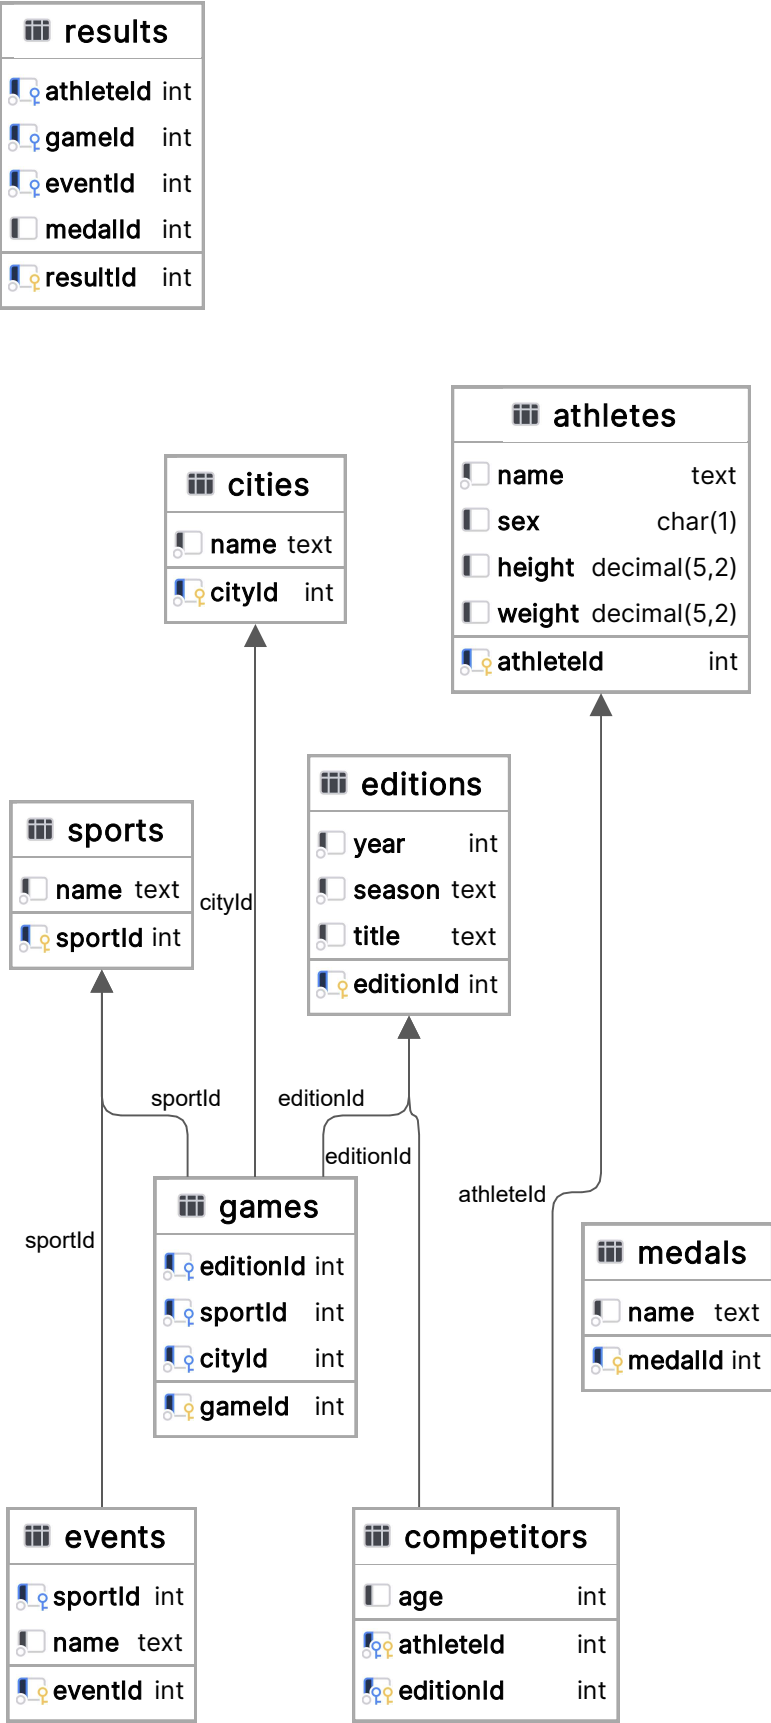 results
athleteId int
gameId int
eventId int
medalId int
resultId int
athletes
name text
sex char(1)
height decimal(5,2)
weight decimal(5,2)
athleteId int
cities
name text
cityId int
editions
year int
season text
title text
editionId int
sports
name text
sportId int
cityId
sportId
editionId
editionId
athleteId
sportId
games
editionId int
sportId int
cityId int
gameId int
medals
name text
medalId int
events
sportId int
name text
eventId int
competitors
age int
athleteId int
editionId int